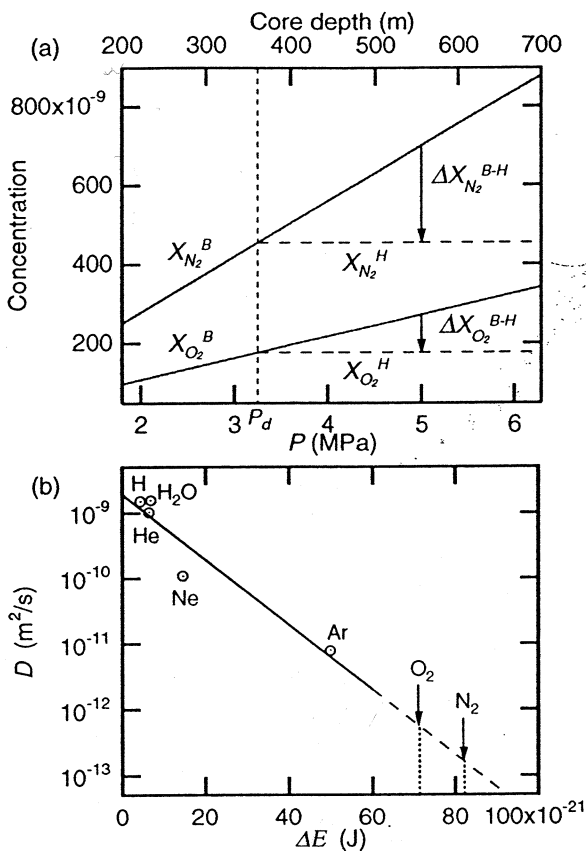 Core depth (m)
(a) 200 300 400 500 600 700
800x10⁻⁹
600
400
200
Concentration
ΔX_N₂^B-H
X_N₂^B
X_N₂^H
X_O₂^B
ΔX_O₂^B-H
X_O₂^H
2 3 P_d 4 5 6
P (MPa)
(b)
H
H₂O
He
Ne
Ar
O₂
N₂
10⁻⁹
10⁻¹⁰
10⁻¹¹
10⁻¹²
10⁻¹³
D (m²/s)
0 20 40 60 80 100x10⁻²¹
ΔE (J)